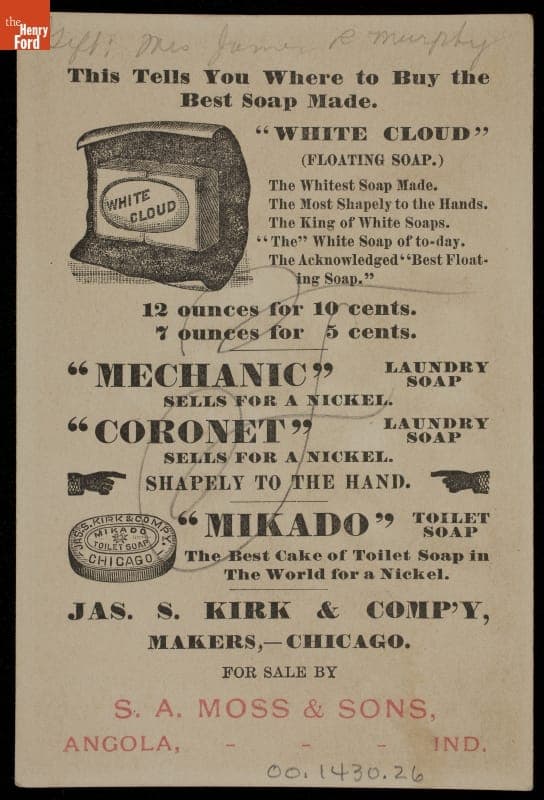 the
Henry
Ford
Gift: Mrs James R Murphy
This Tells You Where to Buy the
Best Soap Made.
"WHITE CLOUD"
(FLOATING SOAP.)
WHITE
CLOUD
The Whitest Soap Made.
The Most Shapely to the Hands.
The King of White Soaps.
"The" White Soap of to-day.
The Acknowledged "Best Float-
ing Soap."
12 ounces for 10 cents.
7 ounces for 5 cents.
"MECHANIC" LAUNDRY
SOAP
SELLS FOR A NICKEL.
"CORONET" LAUNDRY
SOAP
SELLS FOR A NICKEL.
SHAPELY TO THE HAND.
JAS. S. KIRK & COMP'Y.
MIKADO
TOILET SOAP
CHICAGO
"MIKADO" TOILET
SOAP
The Best Cake of Toilet Soap in
The World for a Nickel.
JAS. S. KIRK & COMP'Y,
MAKERS,—CHICAGO.
FOR SALE BY
S. A. MOSS & SONS,
ANGOLA, - - - IND.
00.1430.26